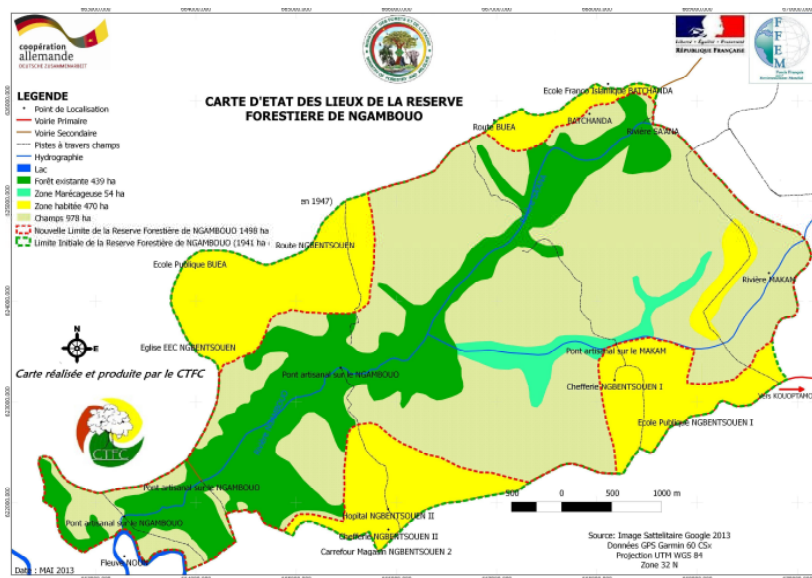 coopération
allemande
DEUTSCHE ZUSAMMENARBEIT
RÉPUBLIQUE FRANÇAISE
FFEM
CARTE D'ETAT DES LIEUX DE LA RESERVE
FORESTIERE DE NGAMBOUO
LEGENDE
Point de Localisation
Voirie Primaire
Voirie Secondaire
Pistes à travers champs
Hydrographie
Lac
Forêt existante 439 ha
Zone Marécageuse 54 ha
Zone habitée 470 ha
Champs 978 ha
Nouvelle Limite de la Reserve Forestière de NGAMBOUO 1498 ha
Limite Initiale de la Reserve Forestière de NGAMBOUO (1941 ha
en 1947)
Ecole Franco Islamique BATCHANDA
BATCHANDA
Route BUEA
Rivière SA'ANA
Route NGBENTSOUEN
Ecole Publique BUEA
Rivière MAKAM
Eglise EEC NGBENTSOUEN
Pont artisanal sur le MAKAM
N
E
Carte réalisée et produite par le CTFC
Pont artisanal sur le NGAMBOUO
Chefferie NGBENTSOUEN I
Vers KOUOPTAMO
Ecole Publique NGBENTSOUEN I
CTFC
Pont artisanal sur le NGAMBOUO
Pont artisanal sur le NGAMBOUO
Hopital NGBENTSOUEN II
Chefferie NGBENTSOUEN II
Carrefour Magasin NGBENTSOUEN 2
Fleuve NOUN
500 0 500 1000 m
Source: Image Sattelitaire Google 2013
Données GPS Garmin 60 CSx
Projection UTM WGS 84
Zone 32 N
Date : MAI 2013